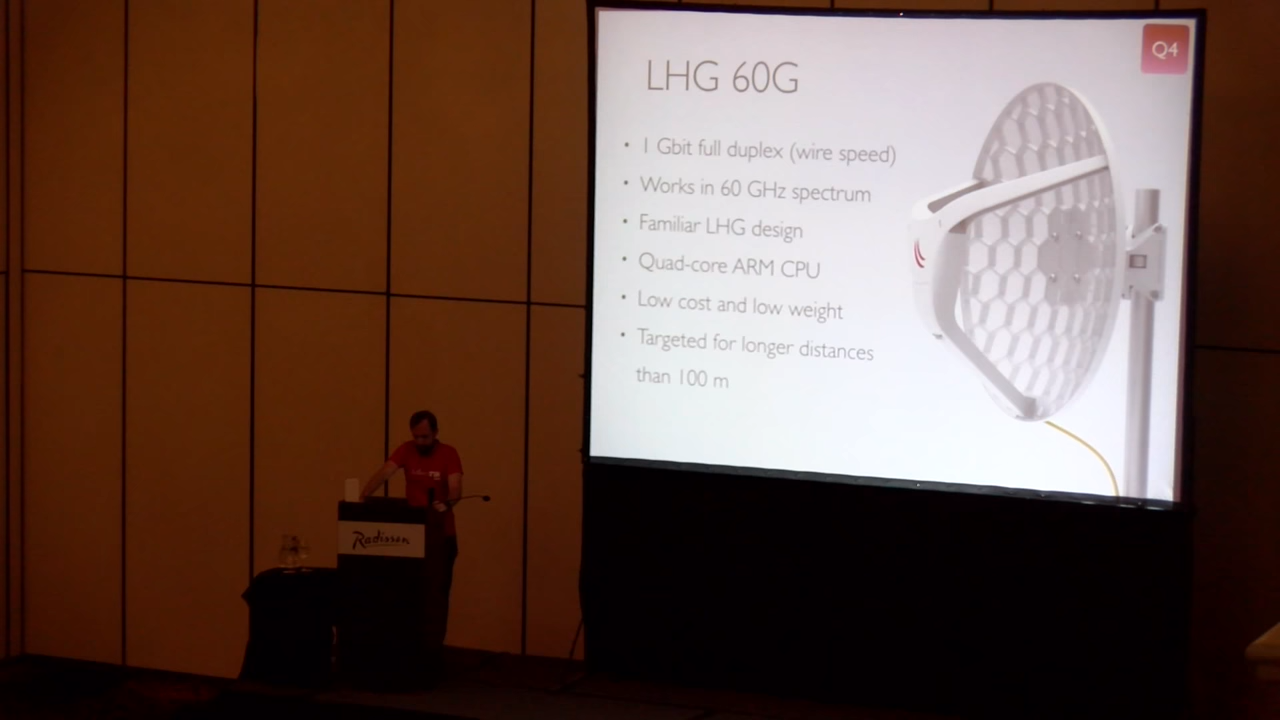 Q4
LHG 60G
• 1 Gbit full duplex (wire speed)
• Works in 60 GHz spectrum
• Familiar LHG design
• Quad-core ARM CPU
• Low cost and low weight
• Targeted for longer distances
than 100 m
Radisson